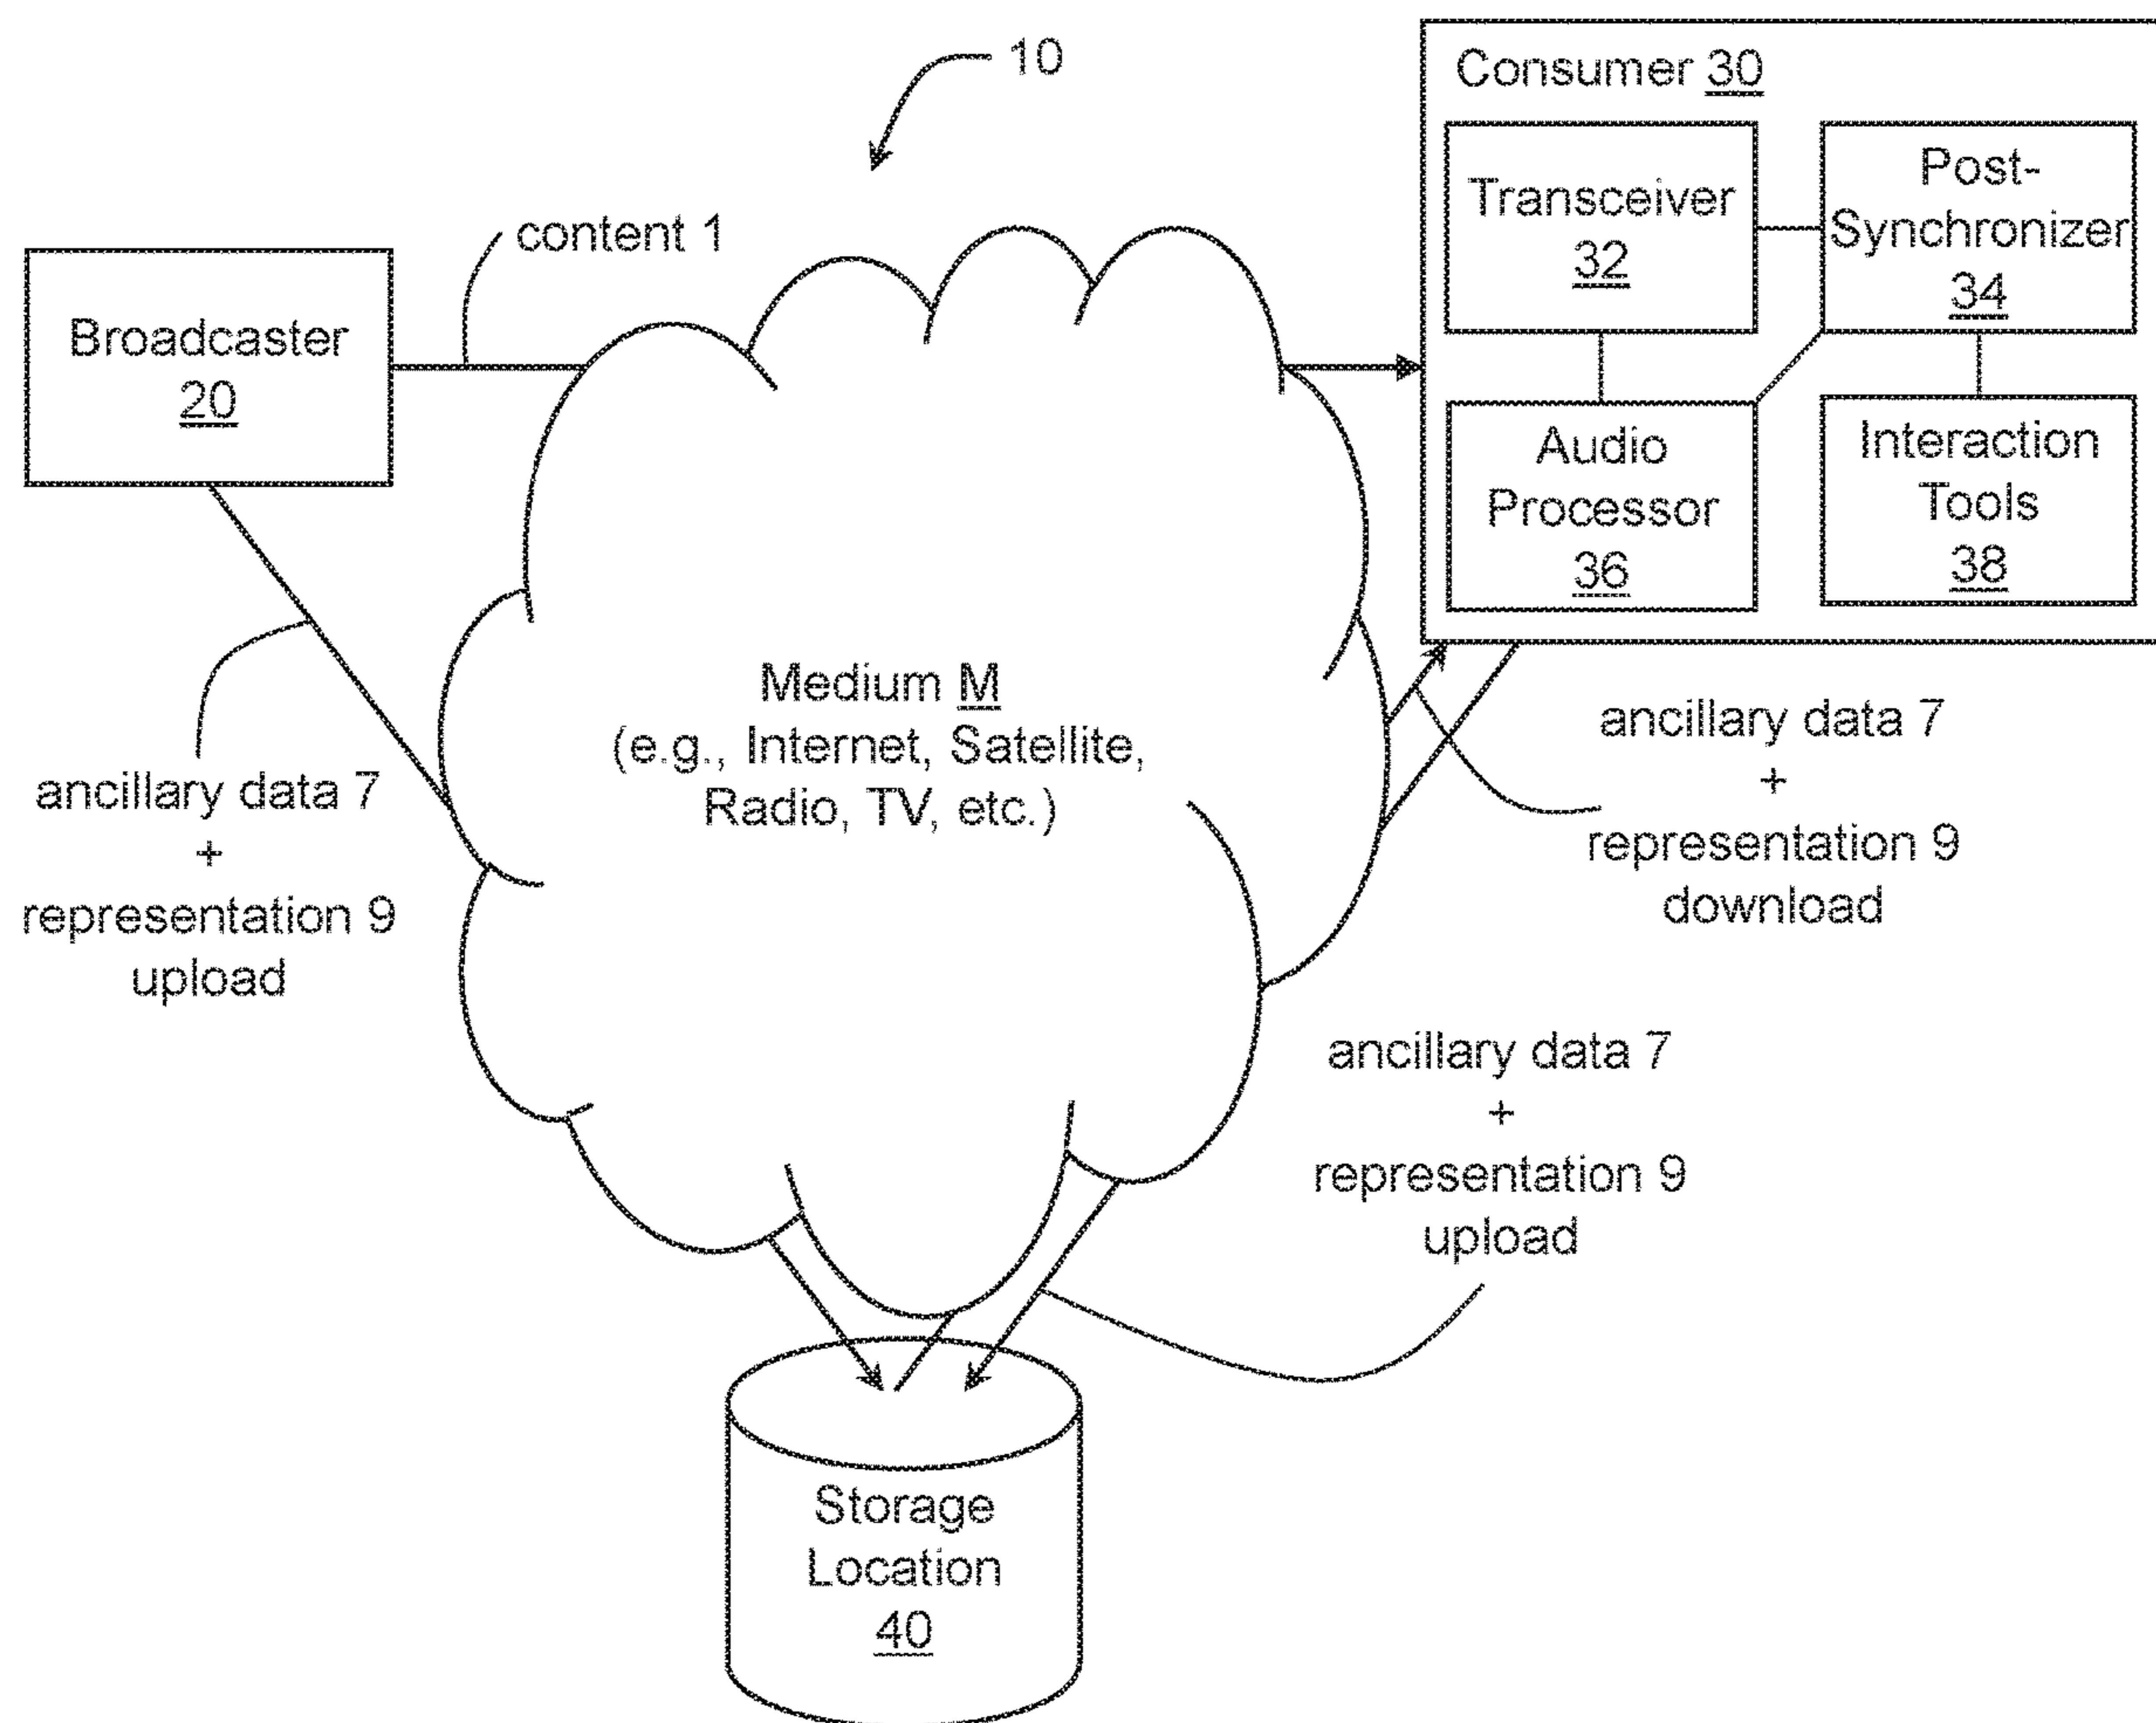 10
Consumer 30
Transceiver
32
Post-
Synchronizer
34
Audio
Processor
36
Interaction
Tools
38
content 1
Broadcaster
20
Medium M
(e.g., Internet, Satellite,
Radio, TV, etc.)
ancillary data 7
+
representation 9
upload
ancillary data 7
+
representation 9
download
ancillary data 7
+
representation 9
upload
Storage
Location
40